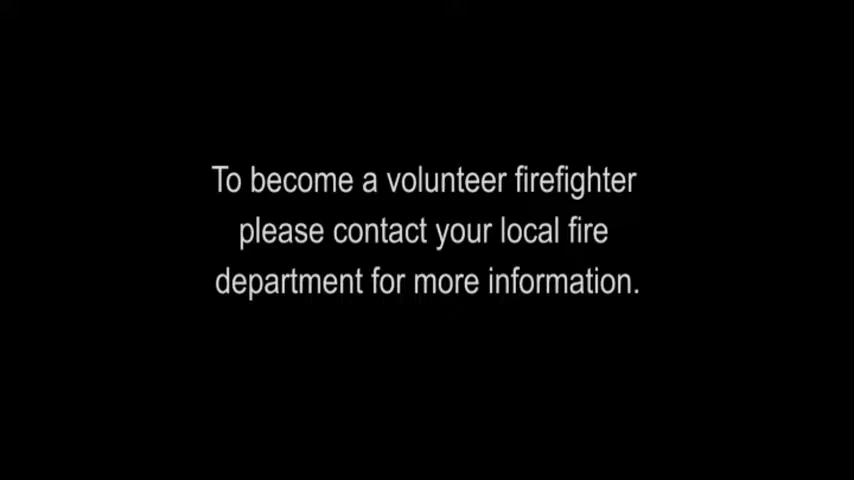 To become a volunteer firefighter
please contact your local fire
department for more information.